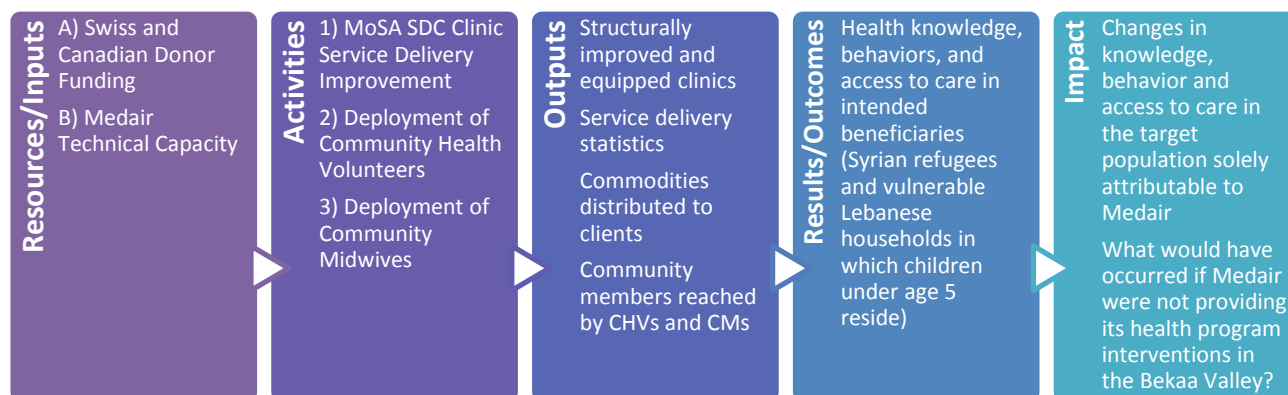 Resources/Inputs
A) Swiss and
Canadian Donor
Funding
B) Medair
Technical Capacity
Activities
1) MoSA SDC Clinic
Service Delivery
Improvement
2) Deployment of
Community Health
Volunteers
3) Deployment of
Community
Midwives
Outputs
Structurally
improved and
equipped clinics
Service delivery
statistics
Commodities
distributed to
clients
Community
members reached
by CHVs and CMs
Results/Outcomes
Health knowledge,
behaviors, and
access to care in
intended
beneficiaries
(Syrian refugees
and vulnerable
Lebanese
households in
which children
under age 5
reside)
Impact
Changes in
knowledge,
behavior and
access to care in
the target
population solely
attributable to
Medair
What would have
occurred if Medair
were not providing
its health program
interventions in
the Bekaa Valley?